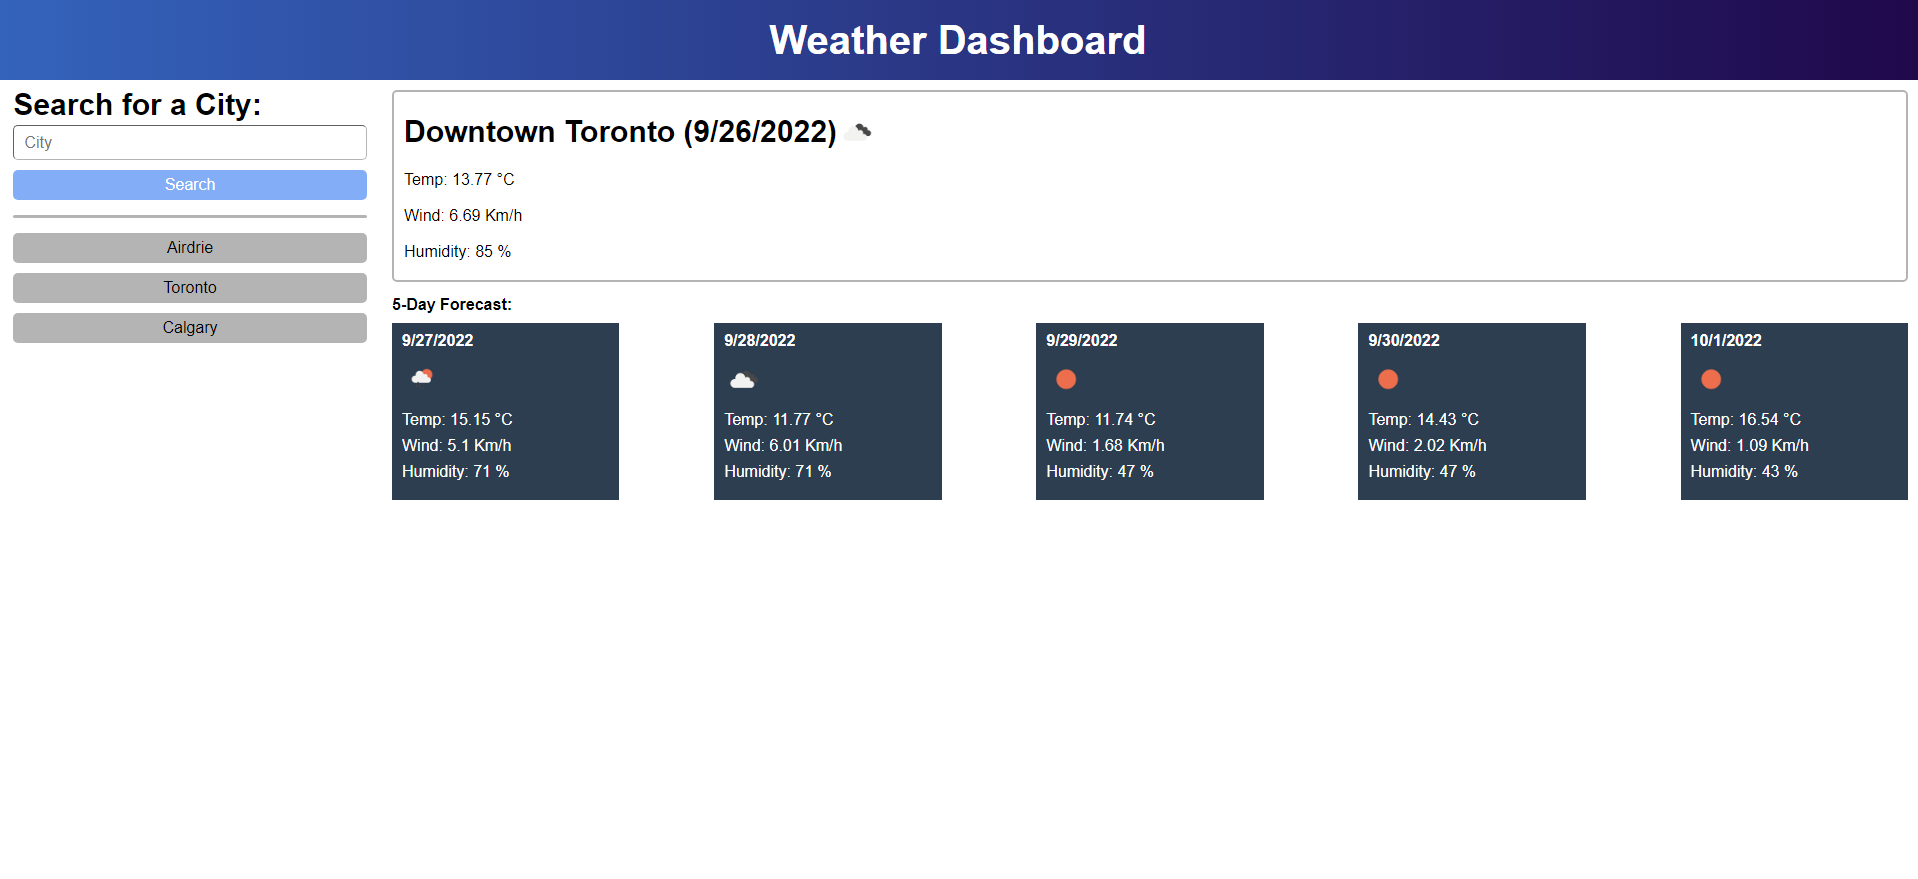 Weather Dashboard
Search for a City:
City
Search
Airdrie
Toronto
Calgary
Downtown Toronto (9/26/2022)
Temp: 13.77 °C
Wind: 6.69 Km/h
Humidity: 85 %
5-Day Forecast:
9/27/2022
Temp: 15.15 °C
Wind: 5.1 Km/h
Humidity: 71 %
9/28/2022
Temp: 11.77 °C
Wind: 6.01 Km/h
Humidity: 71 %
9/29/2022
Temp: 11.74 °C
Wind: 1.68 Km/h
Humidity: 47 %
9/30/2022
Temp: 14.43 °C
Wind: 2.02 Km/h
Humidity: 47 %
10/1/2022
Temp: 16.54 °C
Wind: 1.09 Km/h
Humidity: 43 %